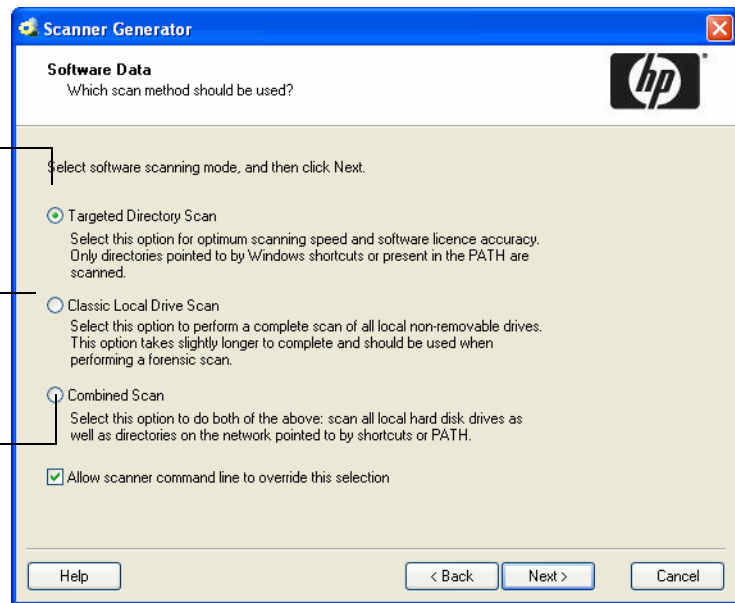 Scanner Generator
Software Data
Which scan method should be used?
hp
Select software scanning mode, and then click Next.
Targeted Directory Scan
Select this option for optimum scanning speed and software licence accuracy.
Only directories pointed to by Windows shortcuts or present in the PATH are
scanned.
Classic Local Drive Scan
Select this option to perform a complete scan of all local non-removable drives.
This option takes slightly longer to complete and should be used when
performing a forensic scan.
Combined Scan
Select this option to do both of the above: scan all local hard disk drives as
well as directories on the network pointed to by shortcuts or PATH.
Allow scanner command line to override this selection
Help
< Back
Next >
Cancel